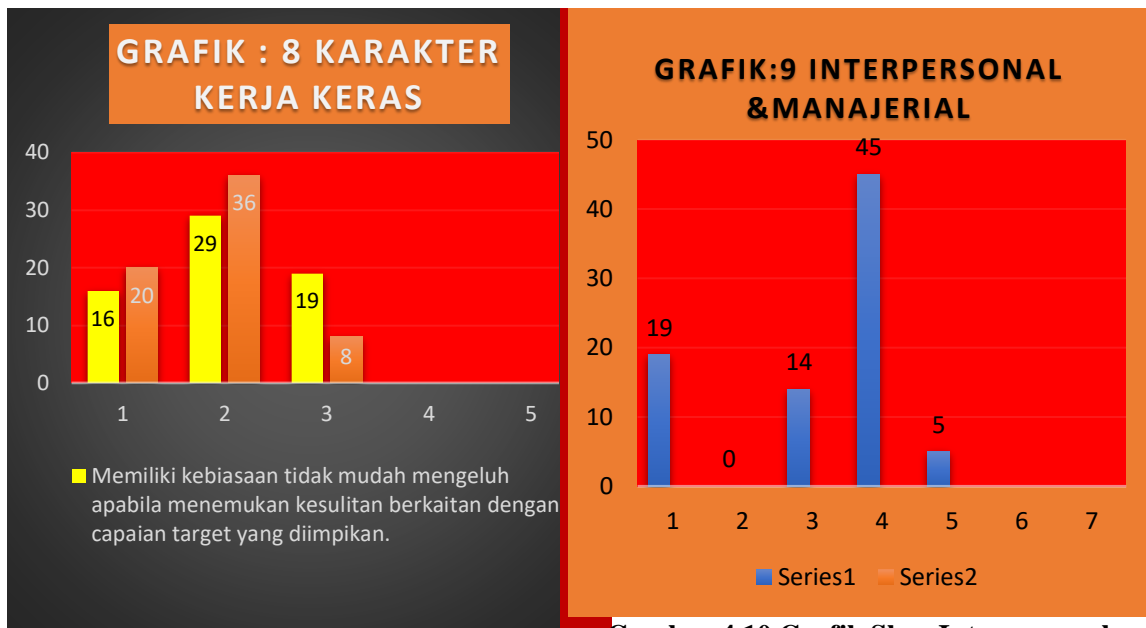 GRAFIK : 8 KARAKTER
KERJA KERAS
40
30
20
10
0
16
20
29
36
19
8
1 2 3 4 5
Memiliki kebiasaan tidak mudah mengeluh
apabila menemukan kesulitan berkaitan dengan
capaian target yang diimpikan.
GRAFIK:9 INTERPERSONAL
&MANAJERIAL
50
40
30
20
10
0
19
0
14
45
5
1 2 3 4 5 6 7
Series1 Series2